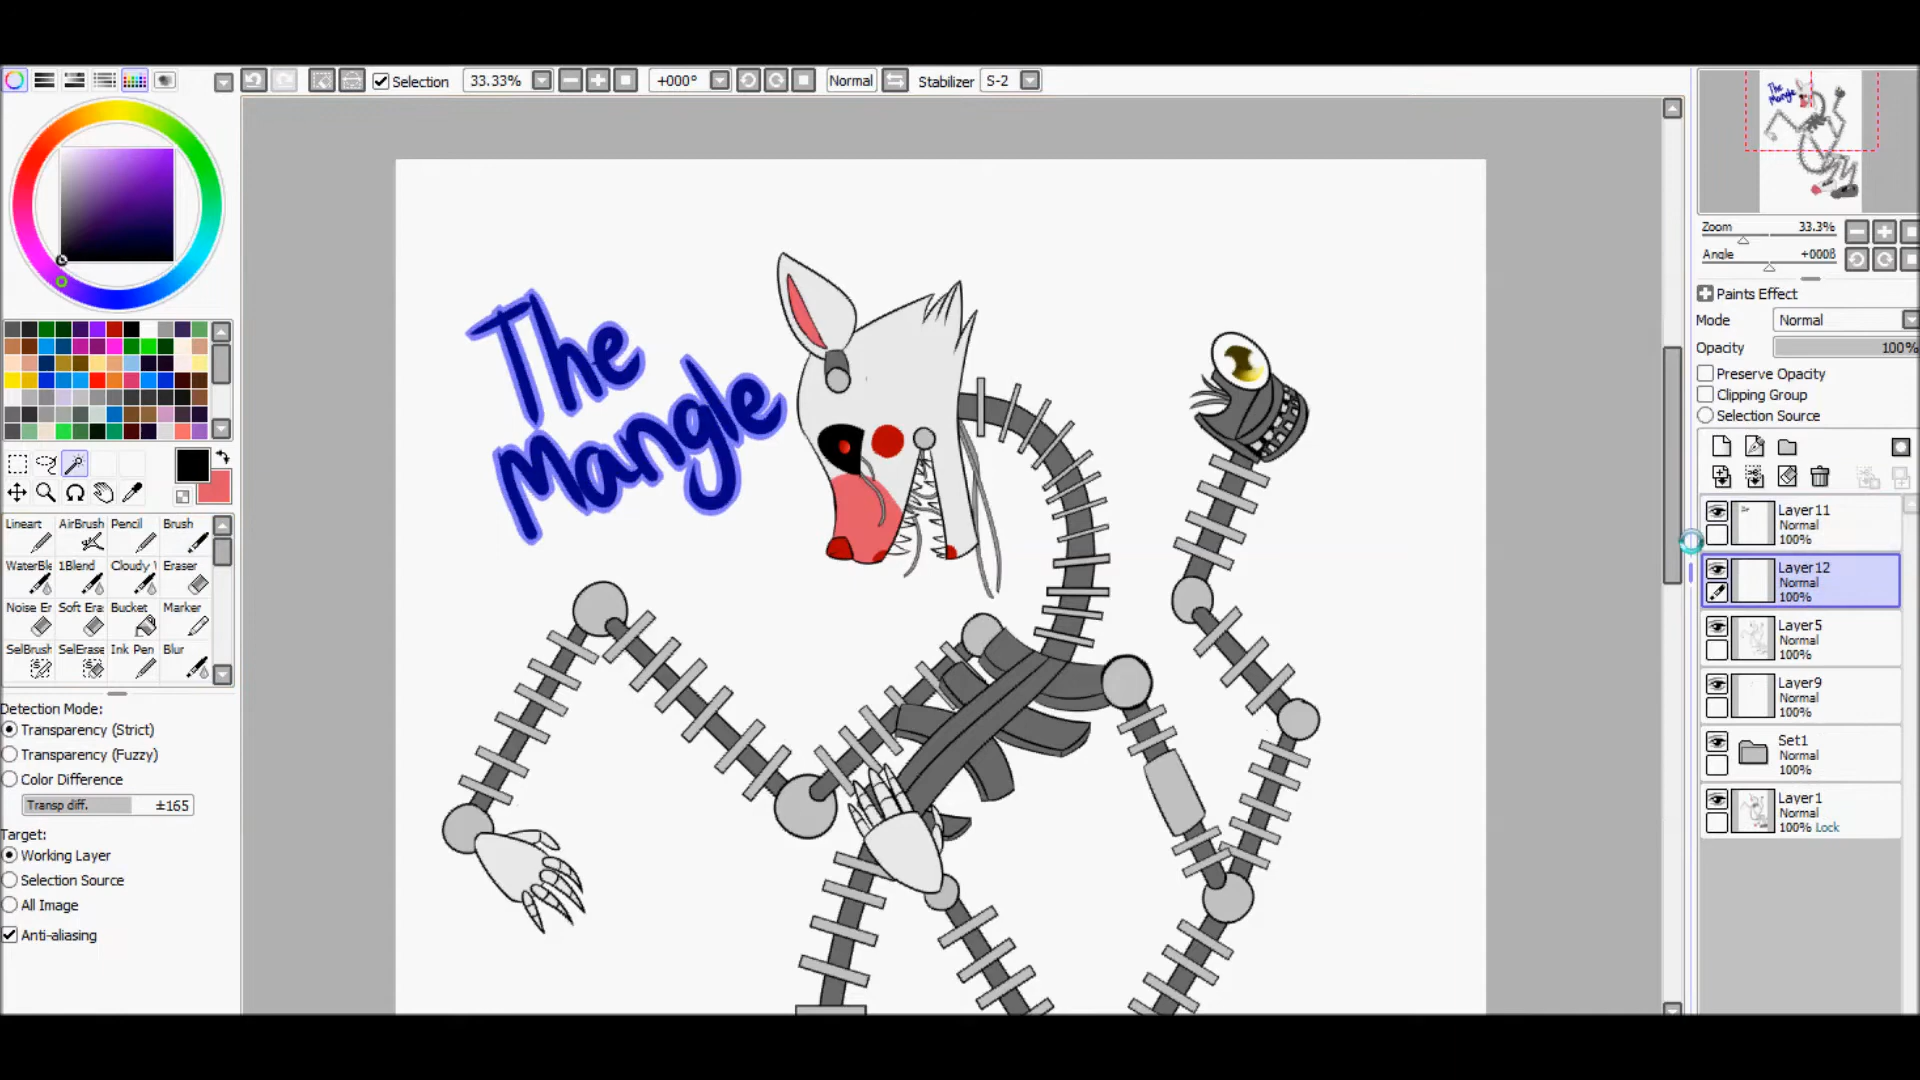 Selection 33.33% +000° Normal Stabilizer S-2
The
Mangle
Zoom 33.3%
Angle +000ß
Paints Effect
Mode Normal
Opacity 100%
Preserve Opacity
Clipping Group
Selection Source
Layer11
Normal
100%
Layer12
Normal
100%
Layer5
Normal
100%
Layer9
Normal
100%
Set1
Normal
100%
Layer1
Normal
100% Lock
Lineart AirBrush Pencil Brush
WaterBle 1Blend Cloudy Eraser
Noise Er Soft Era: Bucket Marker
SelBrush SelErase Ink Pen Blur
Detection Mode:
Transparency (Strict)
Transparency (Fuzzy)
Color Difference
Transp diff. ±165
Target:
Working Layer
Selection Source
All Image
Anti-aliasing